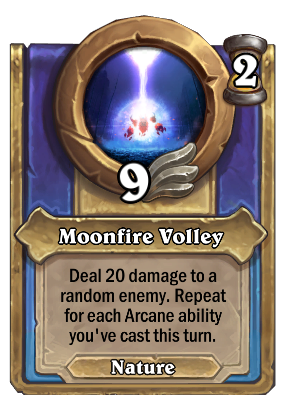 2
9
Moonfire Volley
Deal 20 damage to a
random enemy. Repeat
for each Arcane ability
you've cast this turn.
Nature